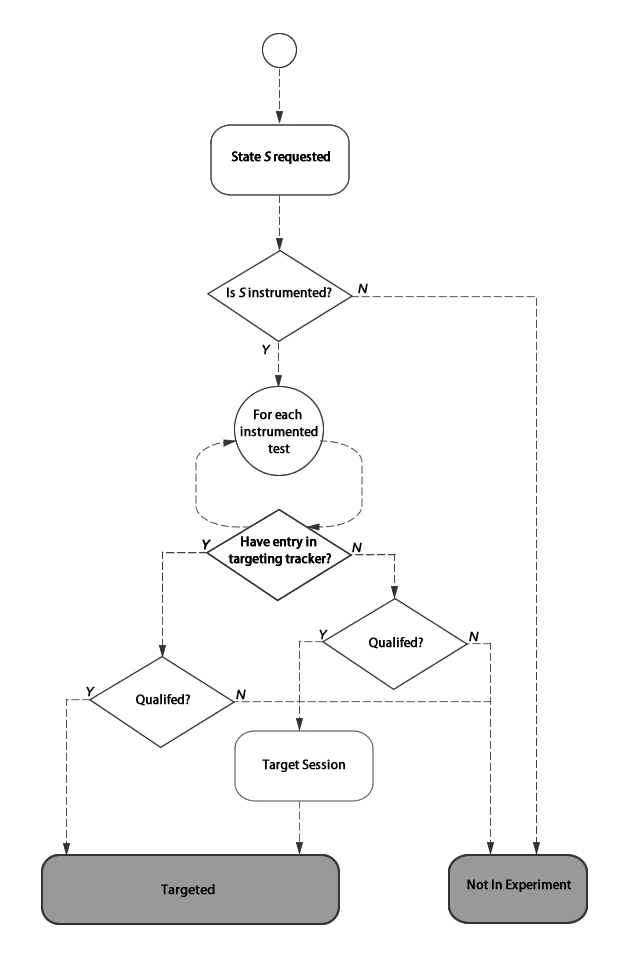 State S requested
Is S instrumented?
N
Y
For each
instrumented
test
Have entry in
targeting tracker?
Y
N
Qualifed?
Y
N
Qualifed?
Y
N
Target Session
Targeted
Not In Experiment